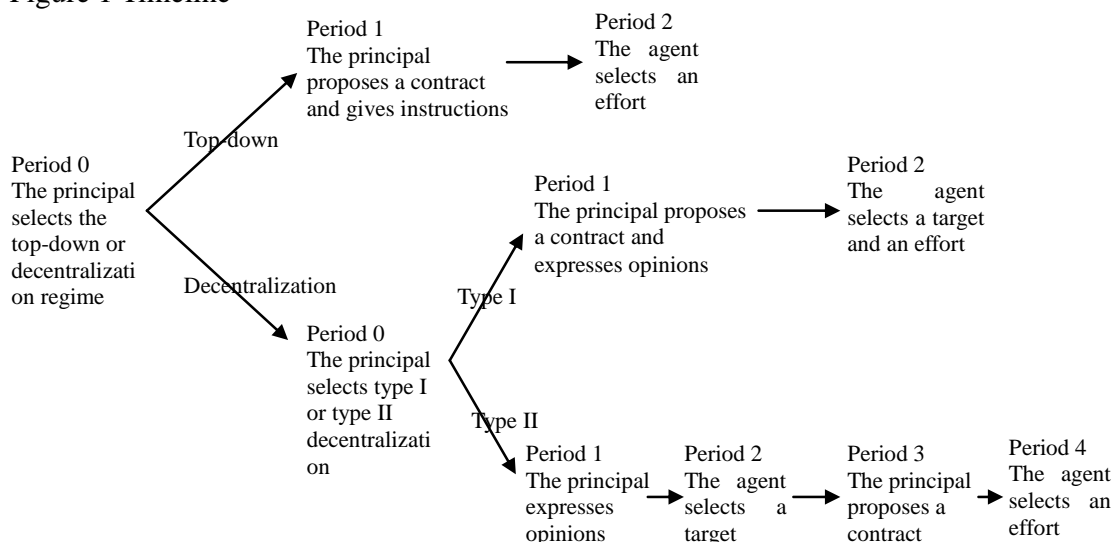 Figure 1 Timeline
Period 1
The principal
proposes a contract
and gives instructions
Period 2
The agent
selects an
effort
Top-down
Period 0
The principal
selects the
top-down or
decentralizati
on regime
Decentralization
Period 1
The principal proposes
a contract and
expresses opinions
Period 2
The agent
selects a target
and an effort
Type I
Period 0
The principal
selects type I
or type II
decentralizati
on
Type II
Period 1
The principal
expresses
opinions
Period 2
The agent
selects a
target
Period 3
The principal
proposes a
contract
Period 4
The agent
selects an
effort